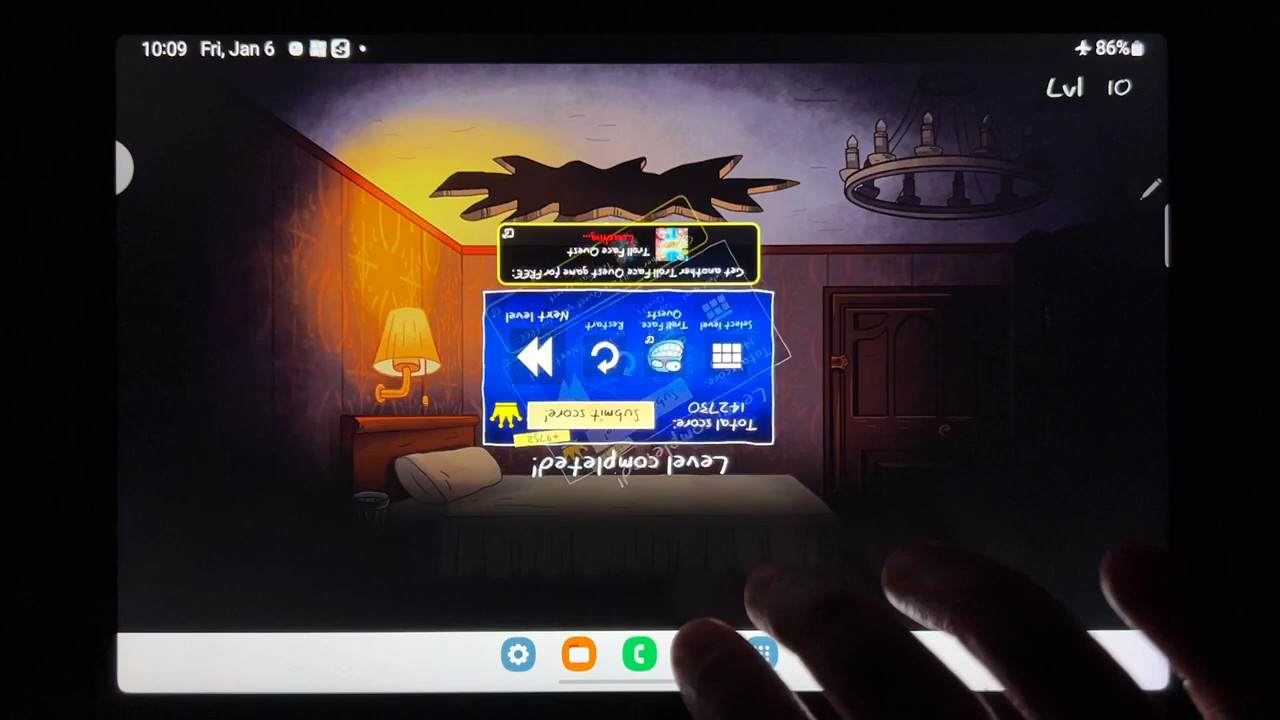 10:09 Fri, Jan 6
86%
Lvl 10
Get another Troll Face Quest game for FREE:
Troll Face Quest
Loading...
Select level
Troll Face Quests
Restart
Next level
Total score:
142730
Submit score!
+9752
Level completed!